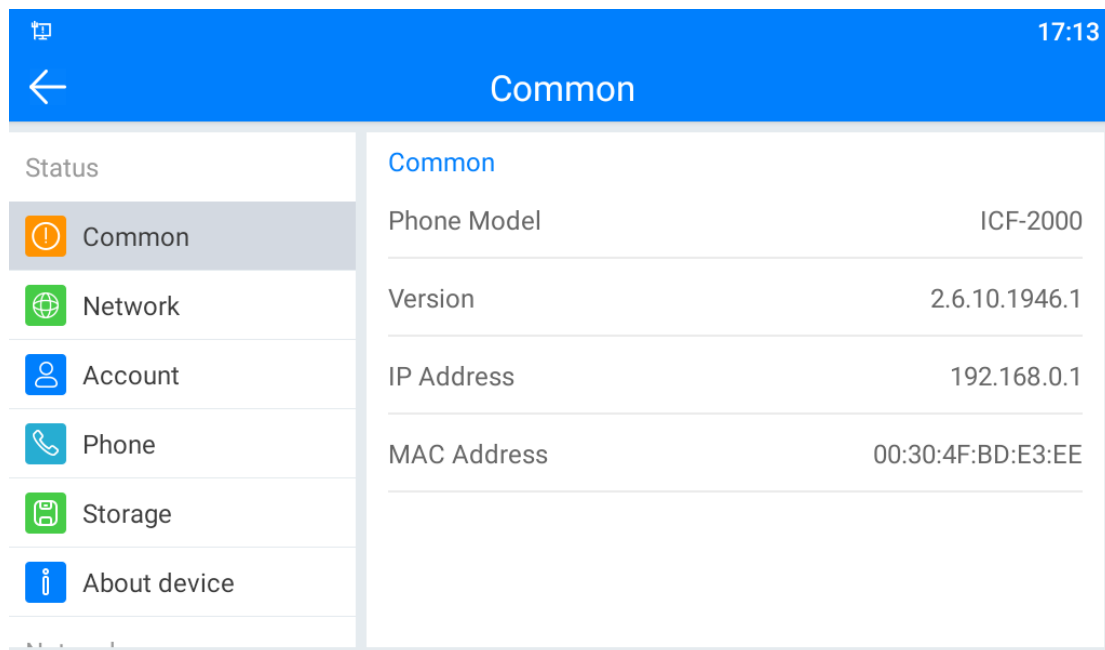 17:13
Common
Status
Common
Network
Account
Phone
Storage
About device
Common
Phone Model ICF-2000
Version 2.6.10.1946.1
IP Address 192.168.0.1
MAC Address 00:30:4F:BD:E3:EE